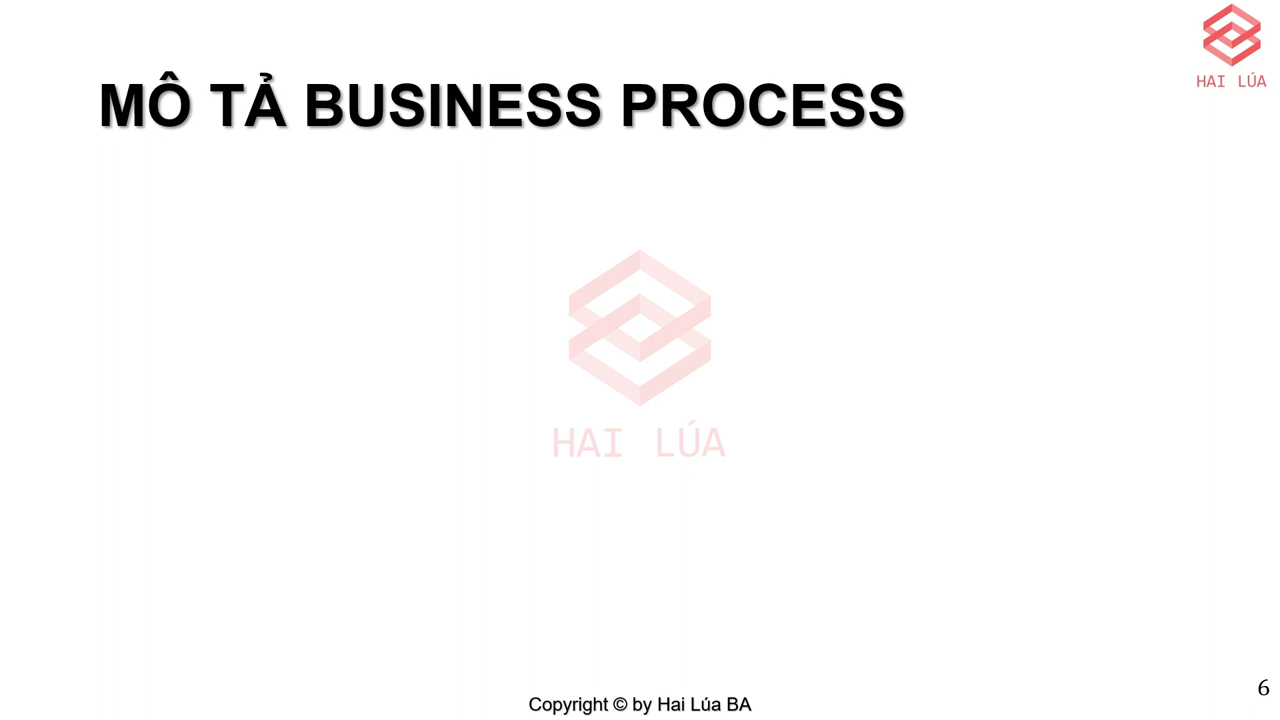 HAI LÚA
MÔ TẢ BUSINESS PROCESS
HAI LÚA
6
Copyright © by Hai Lúa BA